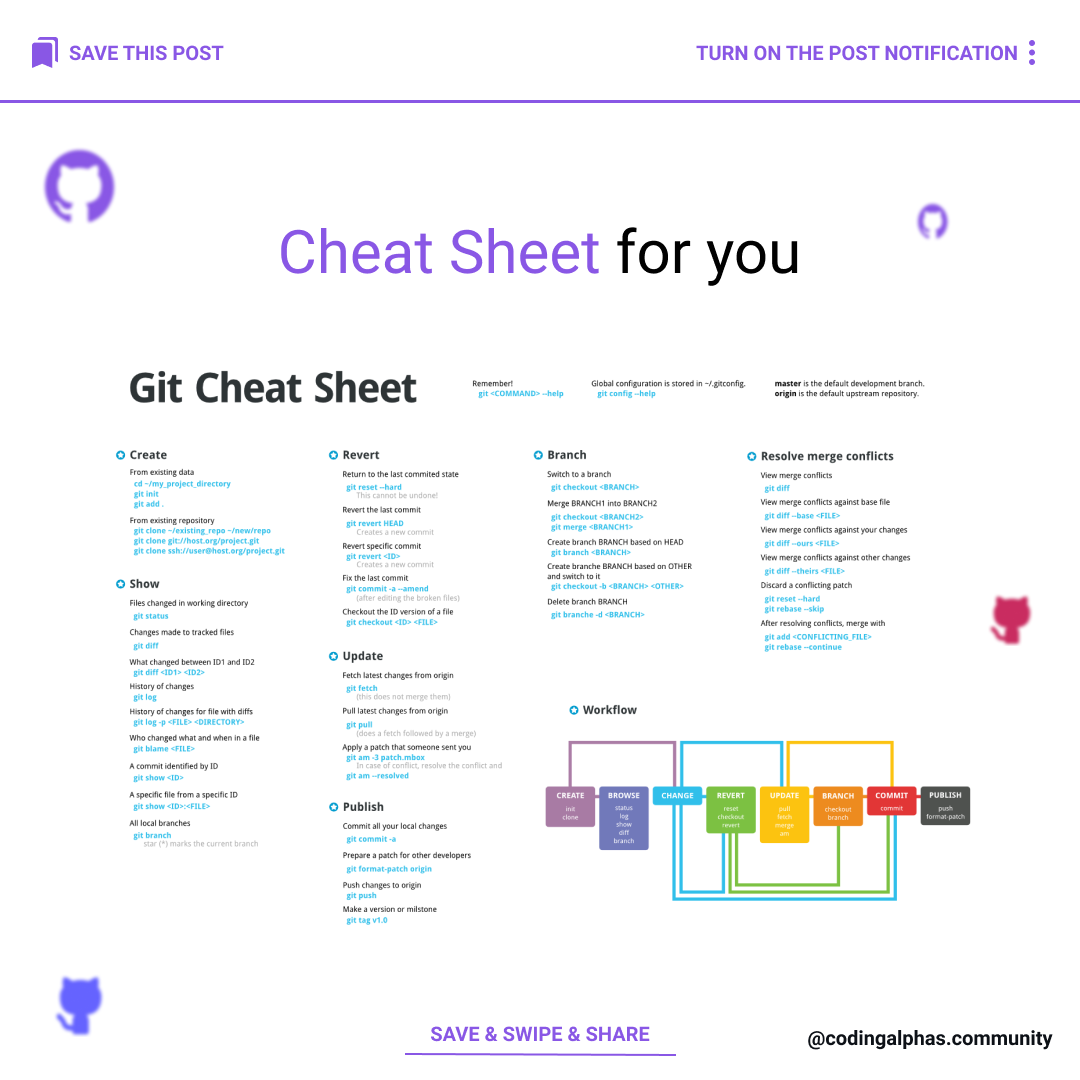 SAVE THIS POST
TURN ON THE POST NOTIFICATION
Cheat Sheet for you
Git Cheat Sheet
Remember!
git <COMMAND> --help
Global configuration is stored in ~/.gitconfig.
git config --help
master is the default development branch.
origin is the default upstream repository.
Create
From existing data
cd ~/my_project_directory
git init
git add .
From existing repository
git clone ~/existing_repo ~/new/repo
git clone git://host.org/project.git
git clone ssh://user@host.org/project.git
Show
Files changed in working directory
git status
Changes made to tracked files
git diff
What changed between ID1 and ID2
git diff <ID1> <ID2>
History of changes
git log
History of changes for file with diffs
git log -p <FILE> <DIRECTORY>
Who changed what and when in a file
git blame <FILE>
A commit identified by ID
git show <ID>
A specific file from a specific ID
git show <ID>:<FILE>
All local branches
git branch
star (*) marks the current branch
Revert
Return to the last commited state
git reset --hard
This cannot be undone!
Revert the last commit
git revert HEAD
Creates a new commit
Revert specific commit
git revert <ID>
Creates a new commit
Fix the last commit
git commit -a --amend
(after editing the broken files)
Checkout the ID version of a file
git checkout <ID> <FILE>
Update
Fetch latest changes from origin
git fetch
(this does not merge them)
Pull latest changes from origin
git pull
(does a fetch followed by a merge)
Apply a patch that someone sent you
git am -3 patch.mbox
In case of conflict, resolve the conflict and
git am --resolved
Publish
Commit all your local changes
git commit -a
Prepare a patch for other developers
git format-patch origin
Push changes to origin
git push
Make a version or milstone
git tag v1.0
Branch
Switch to a branch
git checkout <BRANCH>
Merge BRANCH1 into BRANCH2
git checkout <BRANCH2>
git merge <BRANCH1>
Create branch BRANCH based on HEAD
git branch <BRANCH>
Create branche BRANCH based on OTHER
and switch to it
git checkout -b <BRANCH> <OTHER>
Delete branch BRANCH
git branche -d <BRANCH>
Resolve merge conflicts
View merge conflicts
git diff
View merge conflicts against base file
git diff --base <FILE>
View merge conflicts against your changes
git diff --ours <FILE>
View merge conflicts against other changes
git diff --theirs <FILE>
Discard a conflicting patch
git reset --hard
git rebase --skip
After resolving conflicts, merge with
git add <CONFLICTING_FILE>
git rebase --continue
Workflow
CREATE
init
clone
BROWSE
status
log
show
diff
branch
CHANGE
REVERT
reset
checkout
revert
UPDATE
pull
fetch
merge
am
BRANCH
checkout
branch
COMMIT
commit
PUBLISH
push
format-patch
SAVE & SWIPE & SHARE
@codingalphas.community